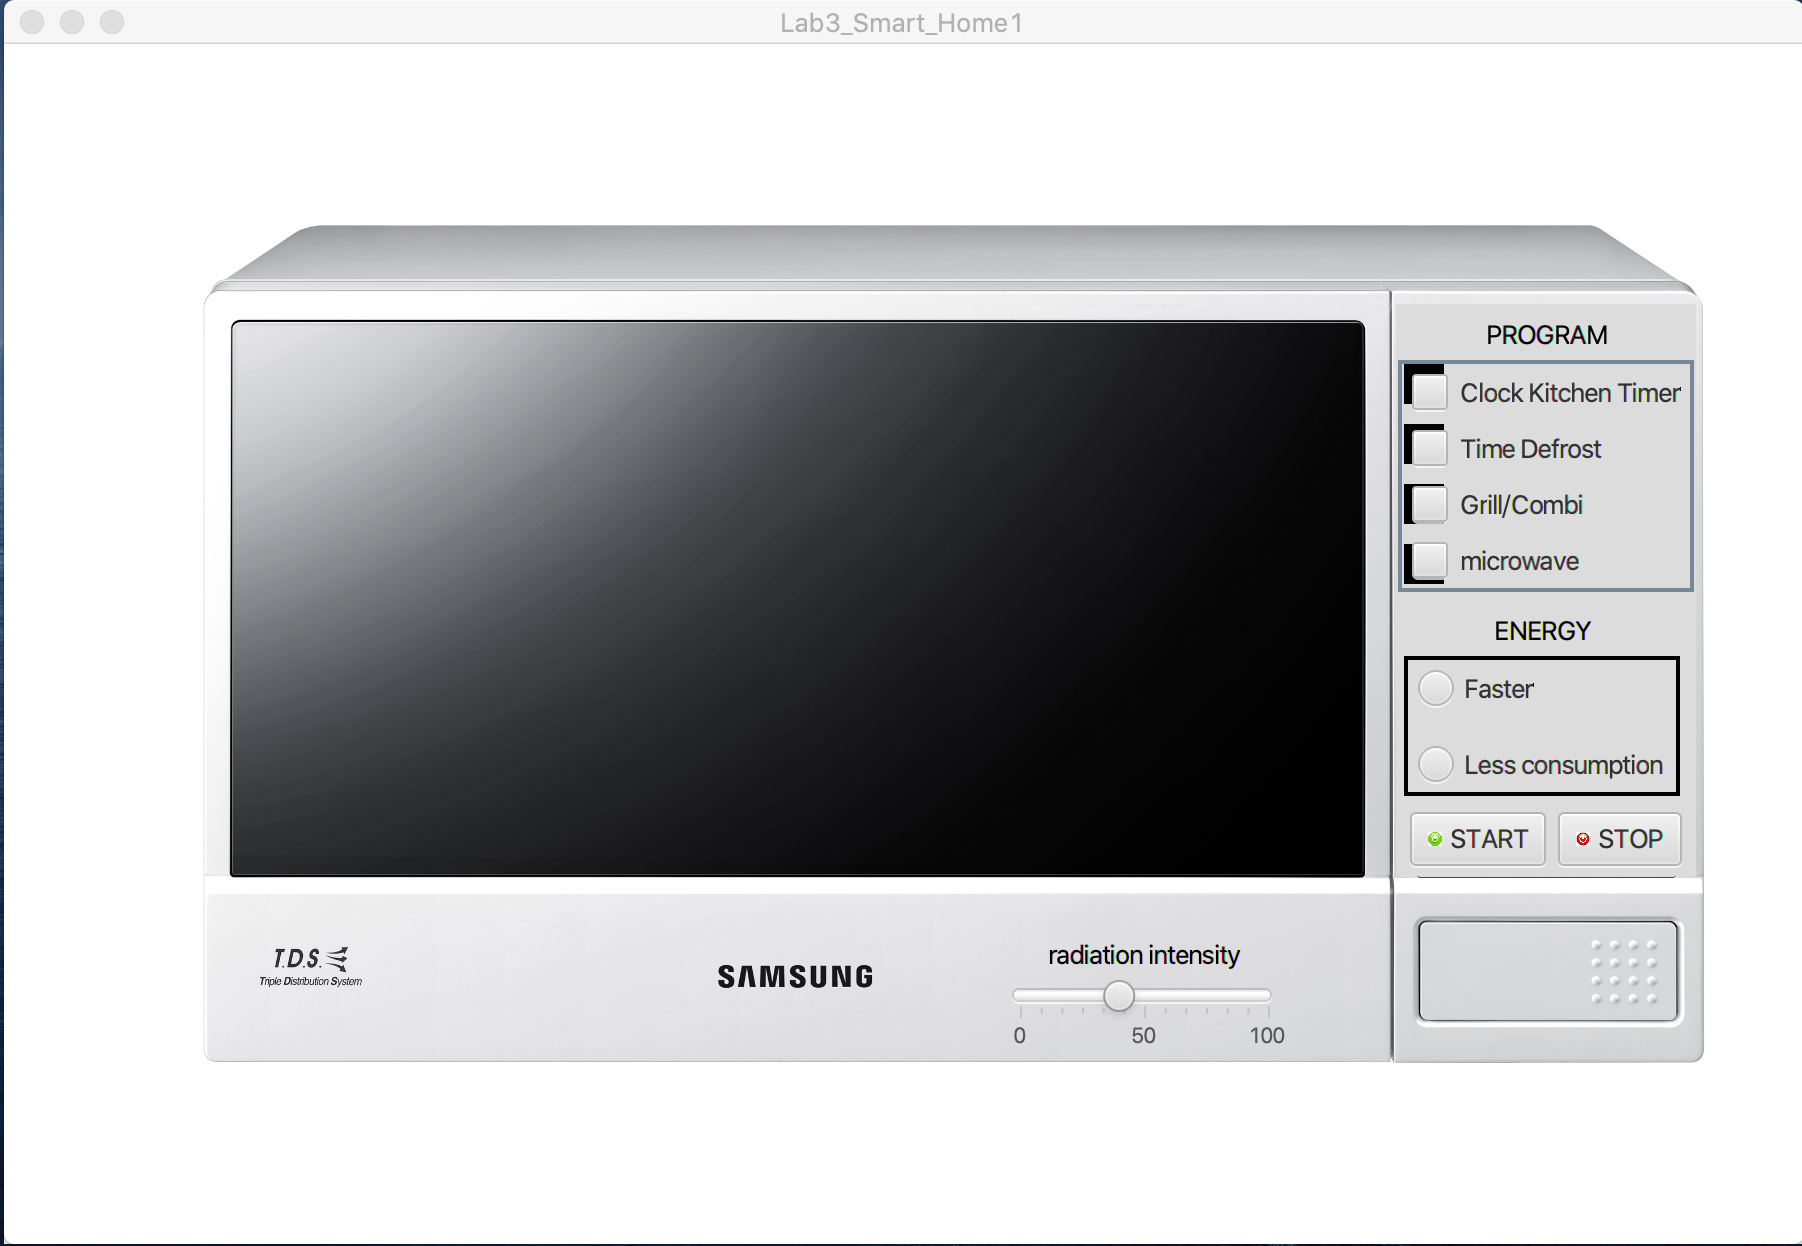 Lab3_Smart_Home1
PROGRAM
Clock Kitchen Timer
Time Defrost
Grill/Combi
microwave
ENERGY
Faster
Less consumption
START
STOP
T.D.S.
Triple Distribution System
SAMSUNG
radiation intensity
0 50 100